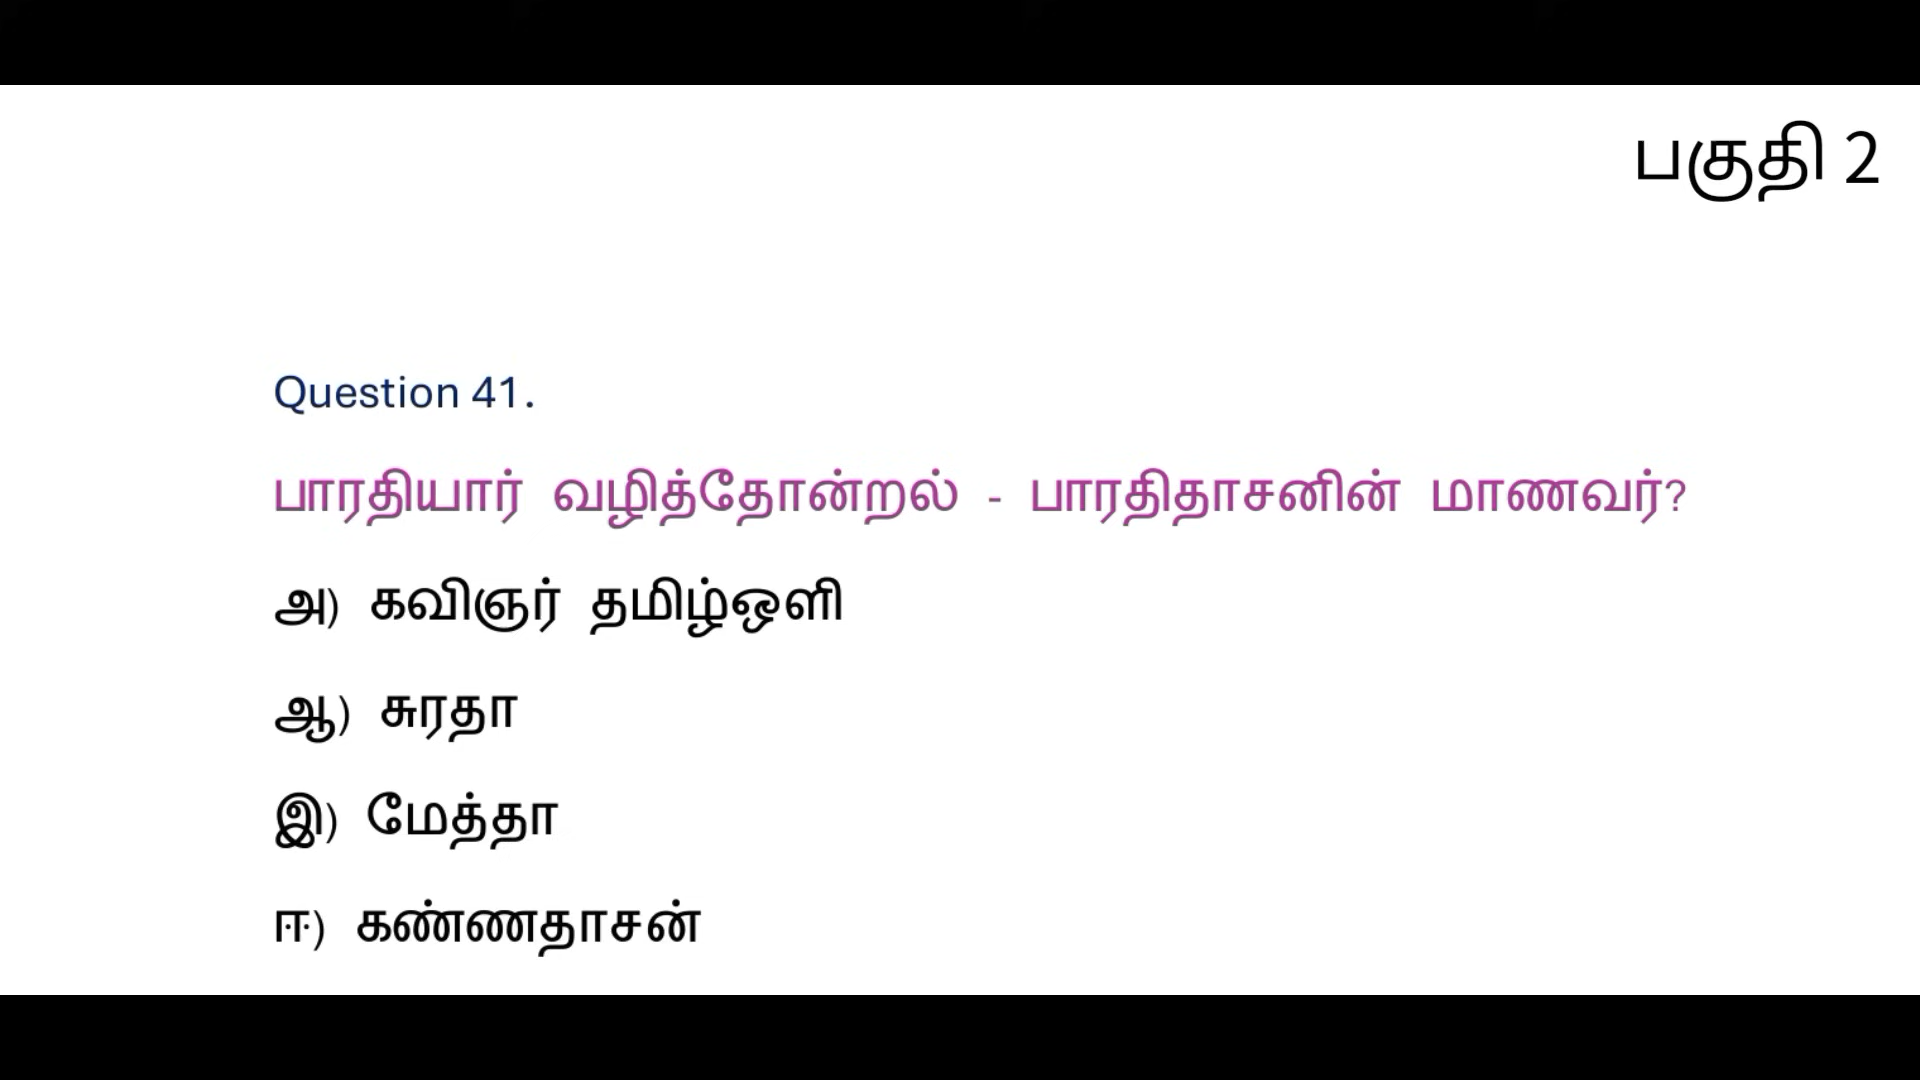 பகுதி 2
Question 41.
பாரதியார் வழித்தோன்றல் - பாரதிதாசனின் மாணவர்?
அ) கவிஞர் தமிழ்ஒளி
ஆ) சுரதா
இ) மேத்தா
ஈ) கண்ணதாசன்